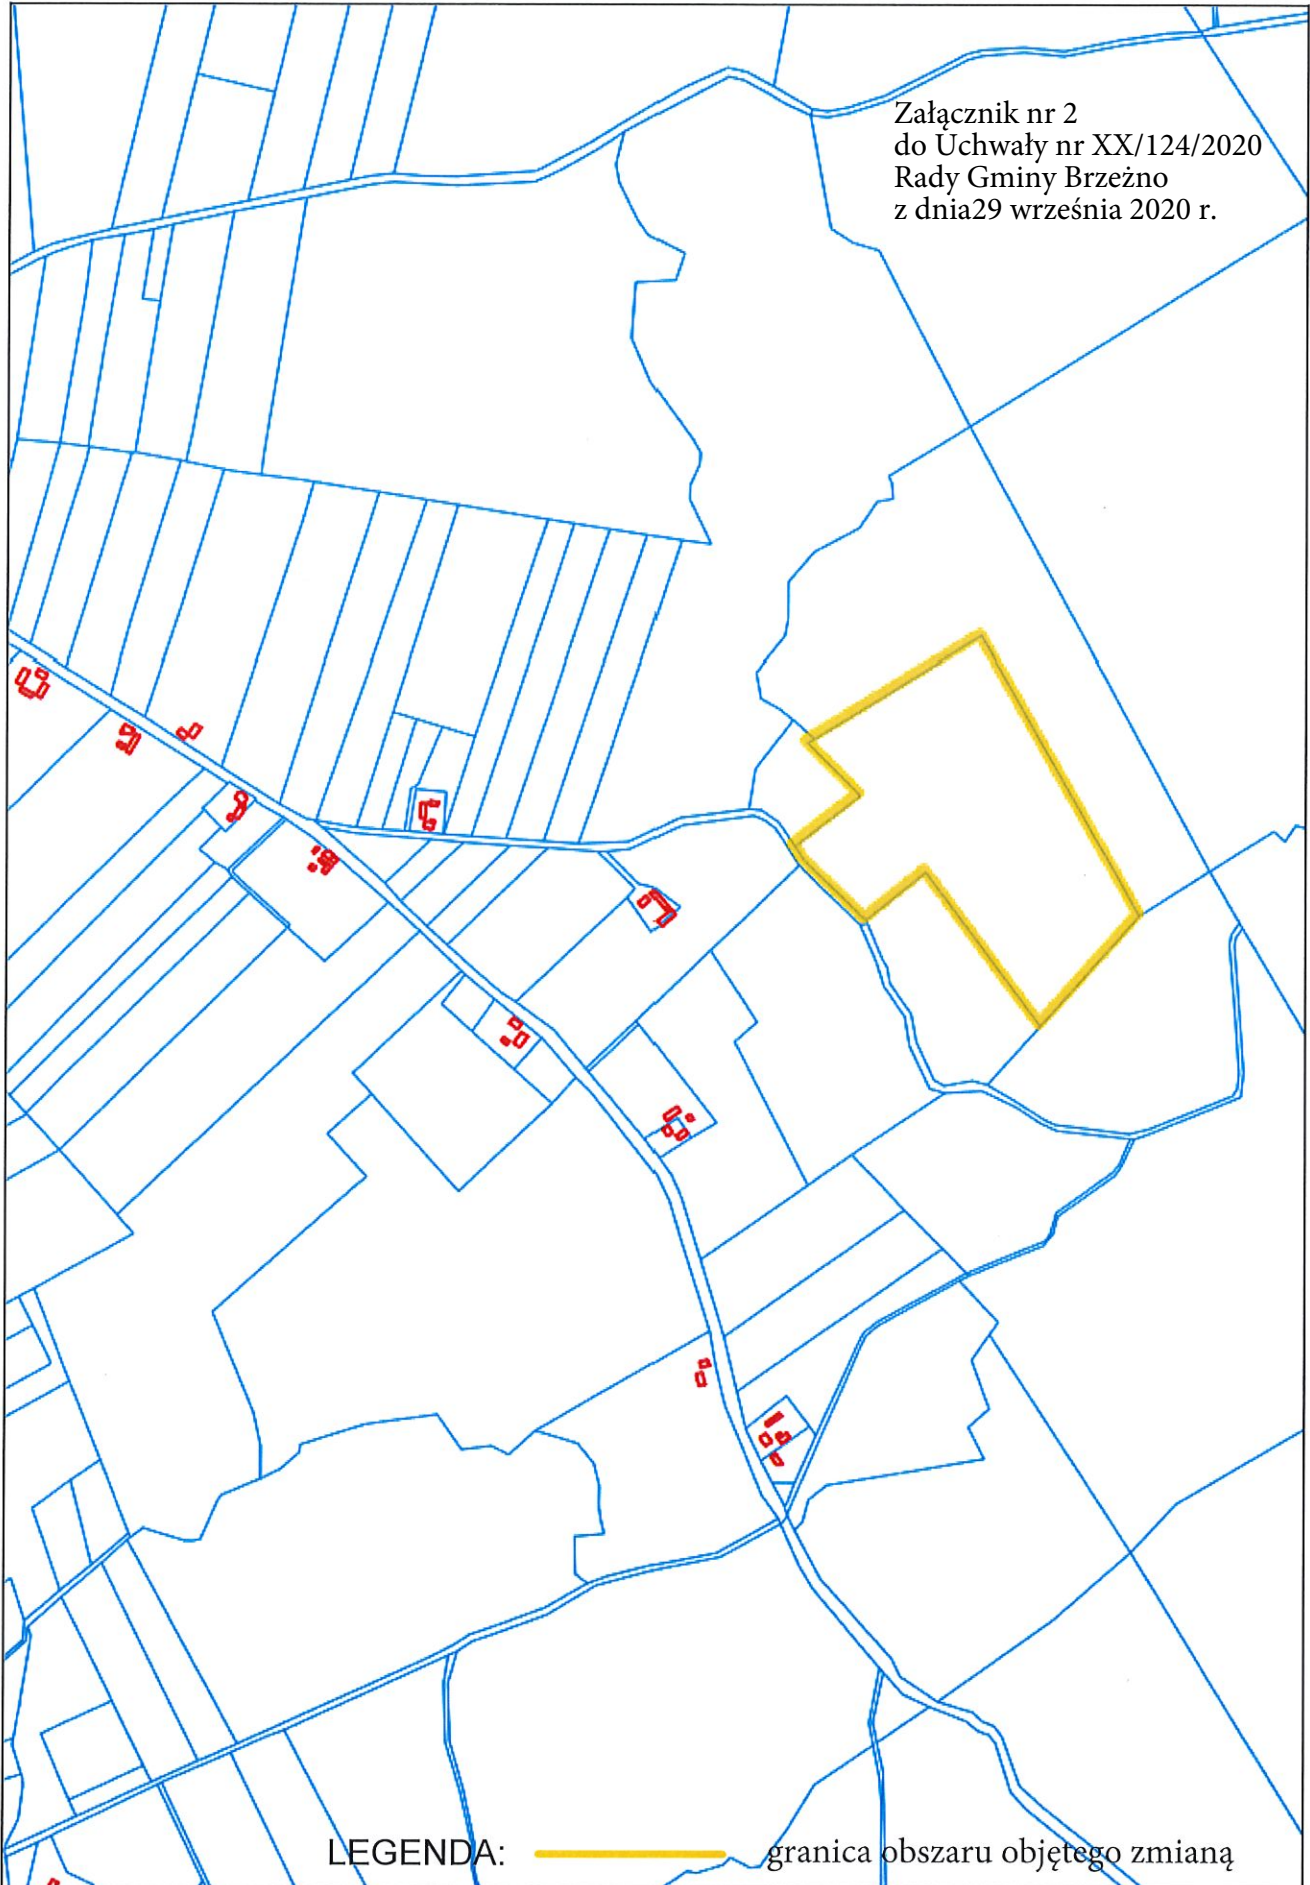 Załącznik nr 2
do Uchwały nr XX/124/2020
Rady Gminy Brzeżno
z dnia29 września 2020 r.
LEGENDA: granica obszaru objętego zmianą